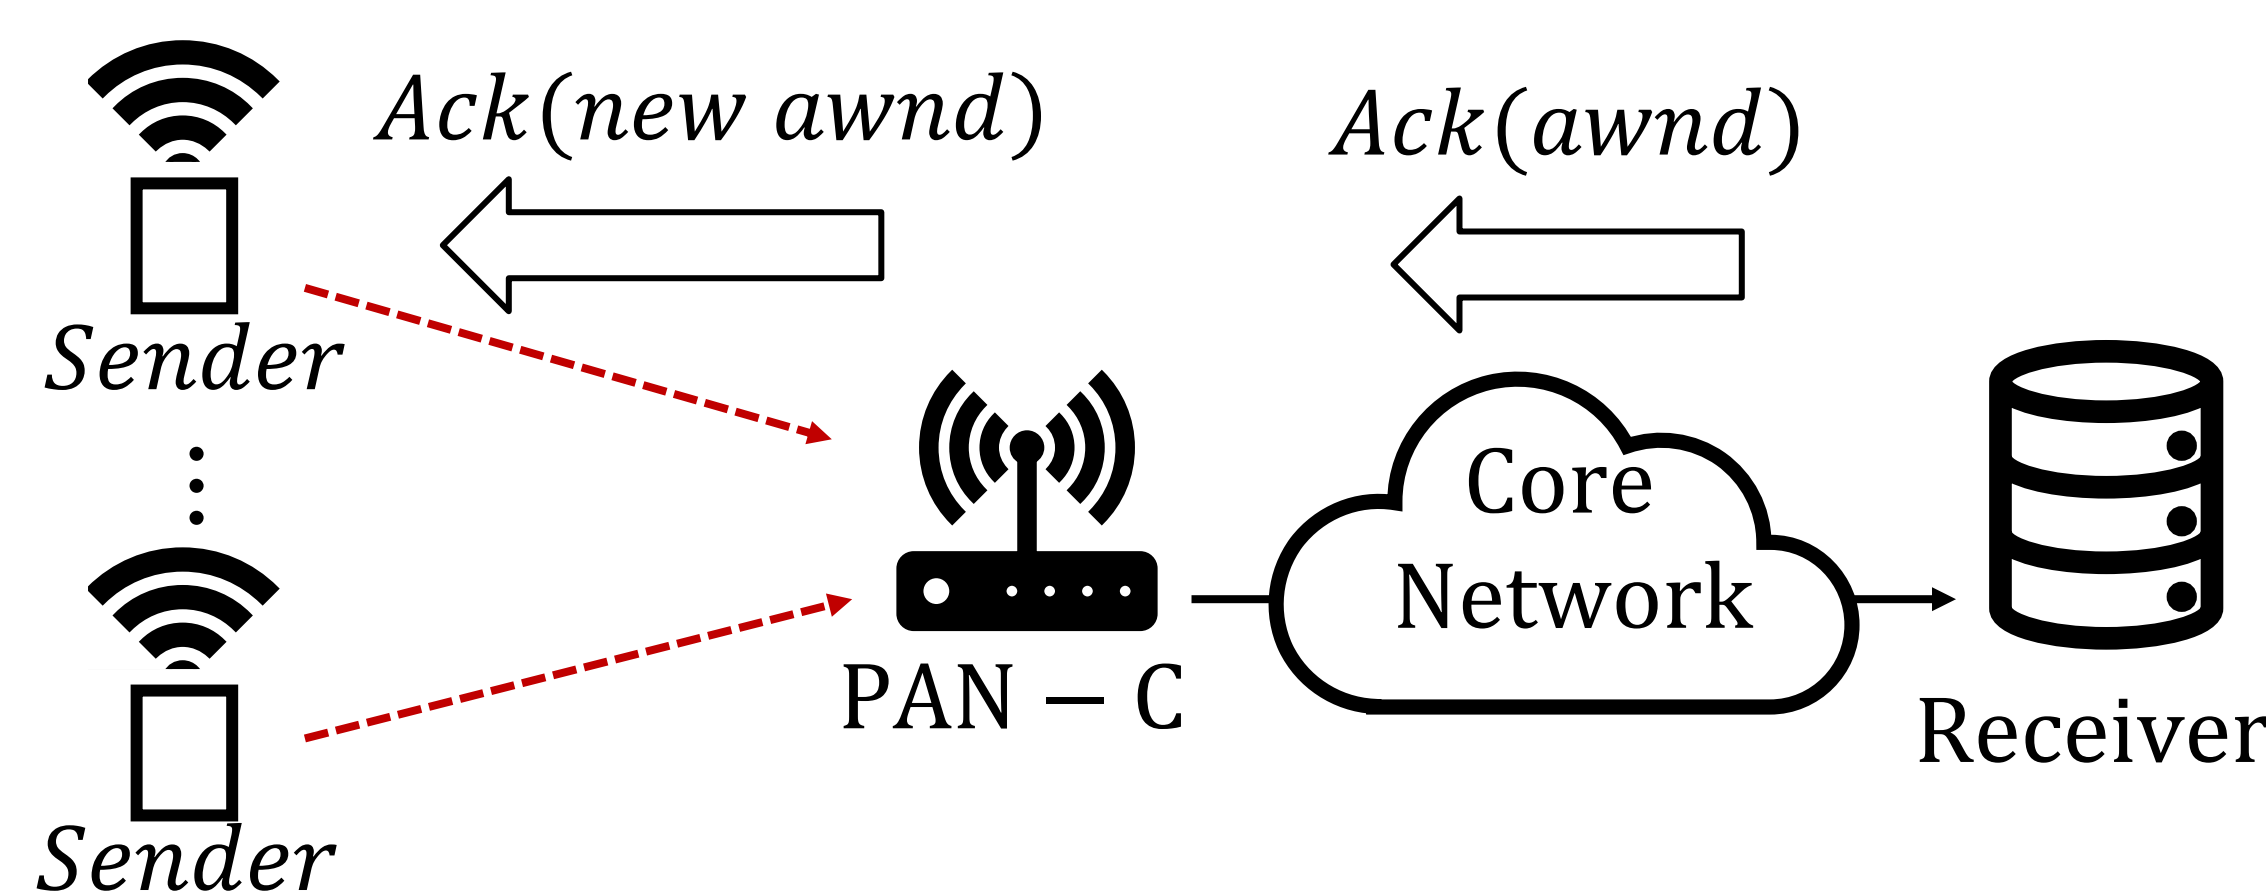 Ack(new awnd)
Ack(awnd)
Sender
Core
Network
PAN − C
Receiver
Sender